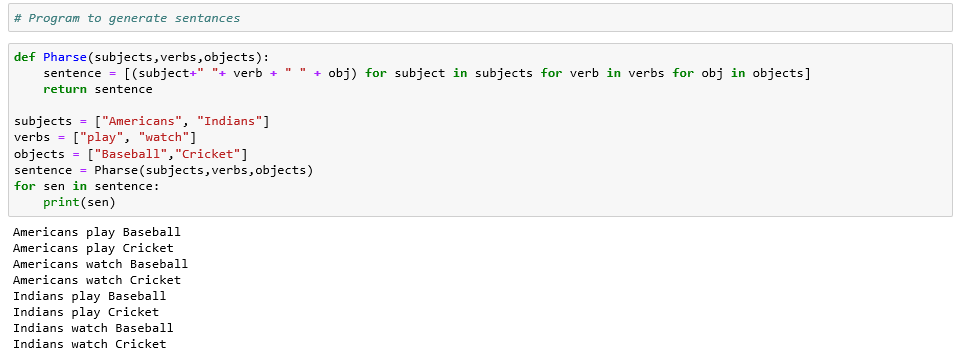 # Program to generate sentances
def Pharse(subjects,verbs,objects):
    sentence = [(subject+" "+ verb + " " + obj) for subject in subjects for verb in verbs for obj in objects]
    return sentence
subjects = ["Americans", "Indians"]
verbs = ["play", "watch"]
objects = ["Baseball","Cricket"]
sentence = Pharse(subjects,verbs,objects)
for sen in sentence:
    print(sen)
Americans play Baseball
Americans play Cricket
Americans watch Baseball
Americans watch Cricket
Indians play Baseball
Indians play Cricket
Indians watch Baseball
Indians watch Cricket